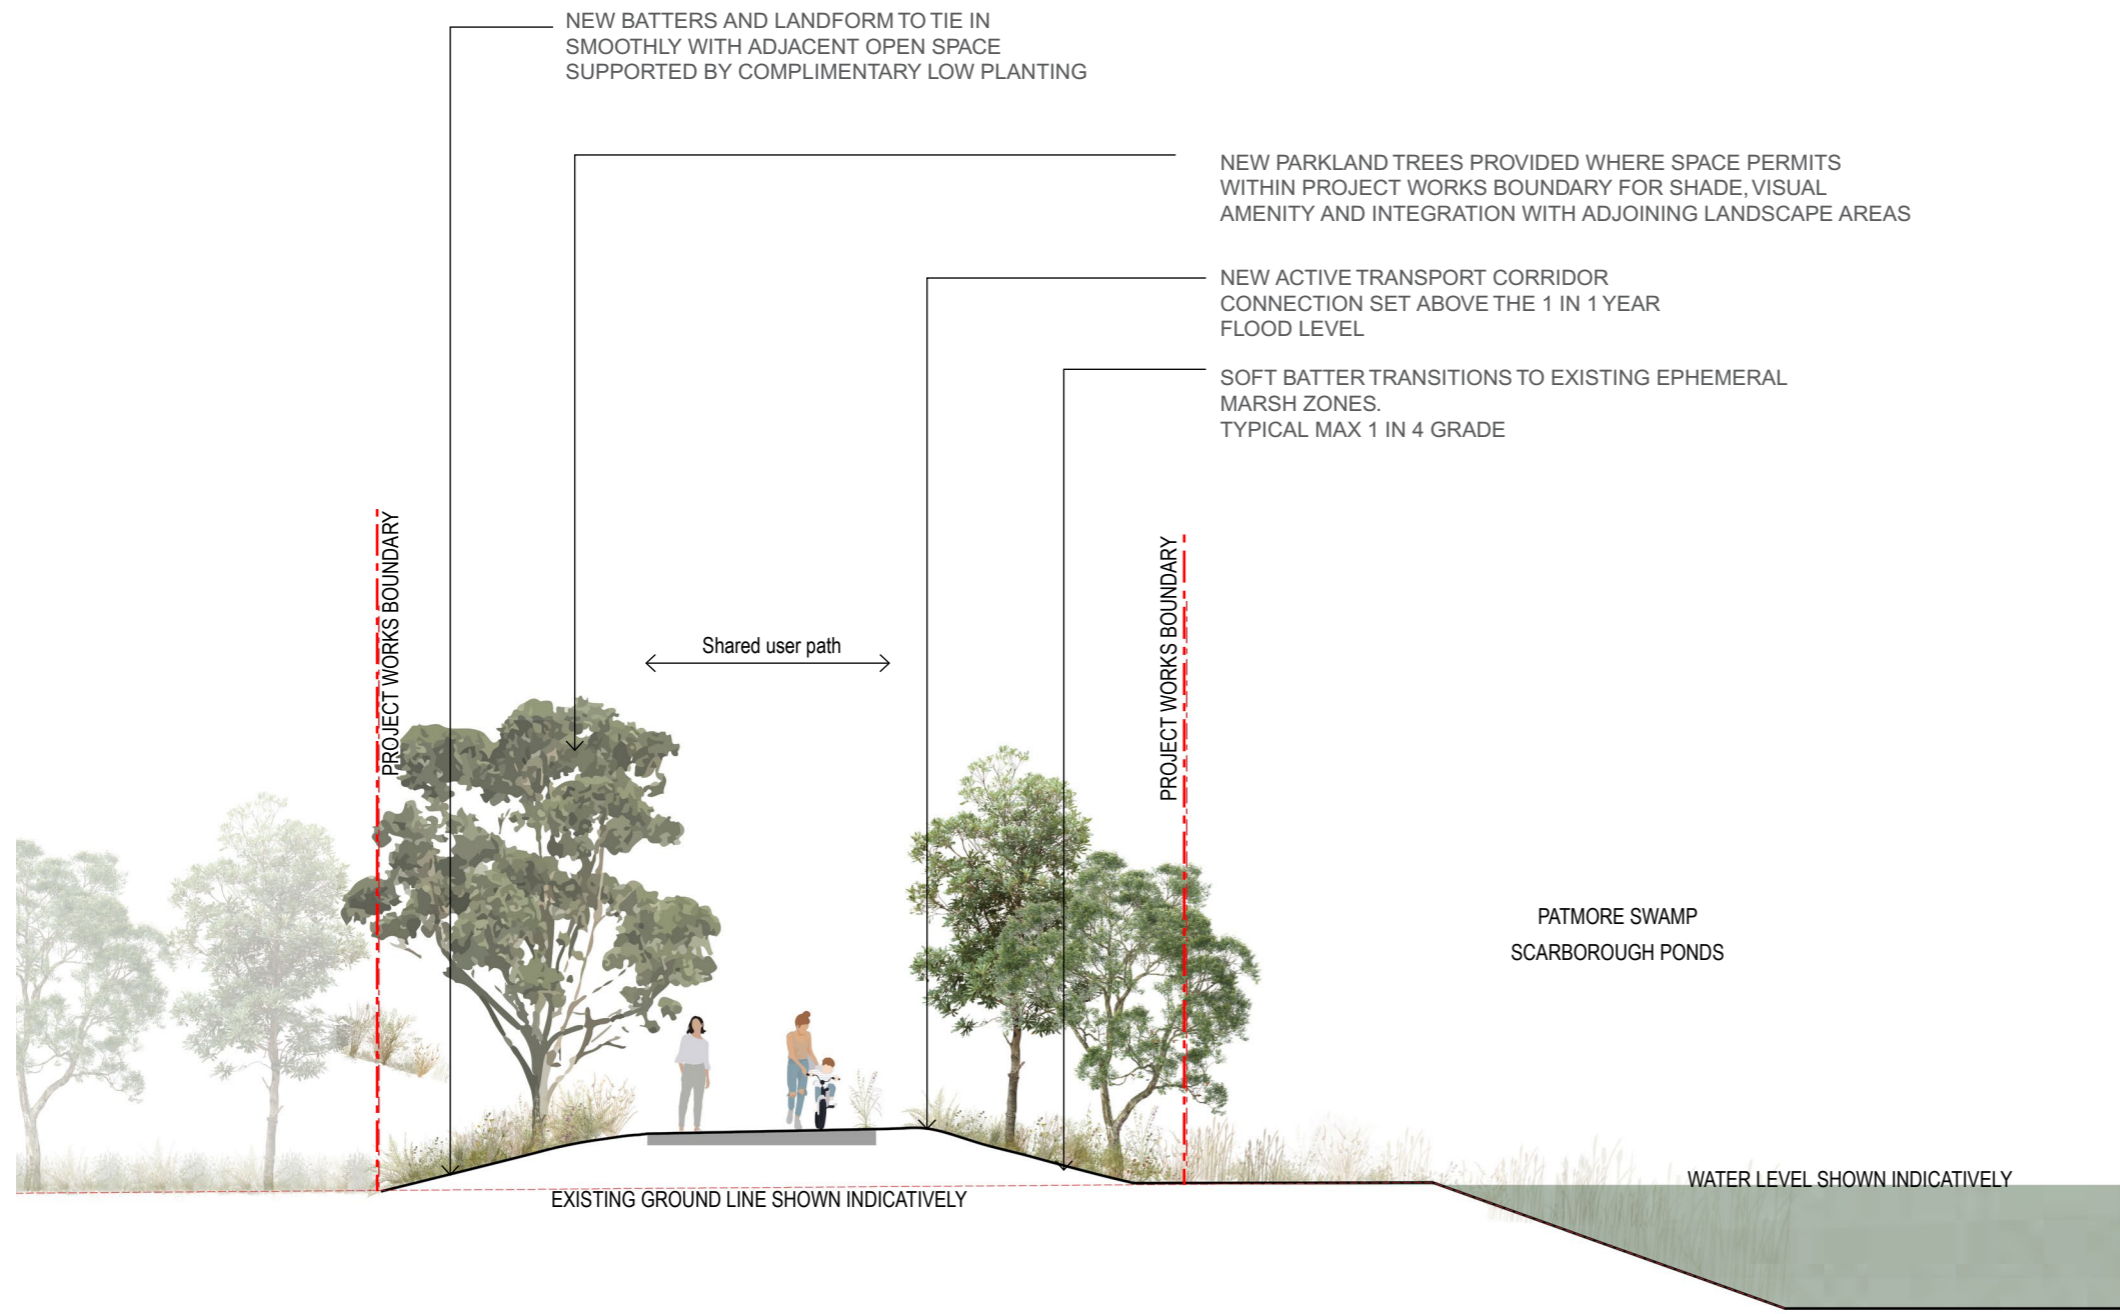 NEW BATTERS AND LANDFORM TO TIE IN
SMOOTHLY WITH ADJACENT OPEN SPACE
SUPPORTED BY COMPLIMENTARY LOW PLANTING
NEW PARKLAND TREES PROVIDED WHERE SPACE PERMITS
WITHIN PROJECT WORKS BOUNDARY FOR SHADE, VISUAL
AMENITY AND INTEGRATION WITH ADJOINING LANDSCAPE AREAS
NEW ACTIVE TRANSPORT CORRIDOR
CONNECTION SET ABOVE THE 1 IN 1 YEAR
FLOOD LEVEL
SOFT BATTER TRANSITIONS TO EXISTING EPHEMERAL
MARSH ZONES.
TYPICAL MAX 1 IN 4 GRADE
PROJECT WORKS BOUNDARY
Shared user path
PROJECT WORKS BOUNDARY
PATMORE SWAMP
SCARBOROUGH PONDS
WATER LEVEL SHOWN INDICATIVELY
EXISTING GROUND LINE SHOWN INDICATIVELY